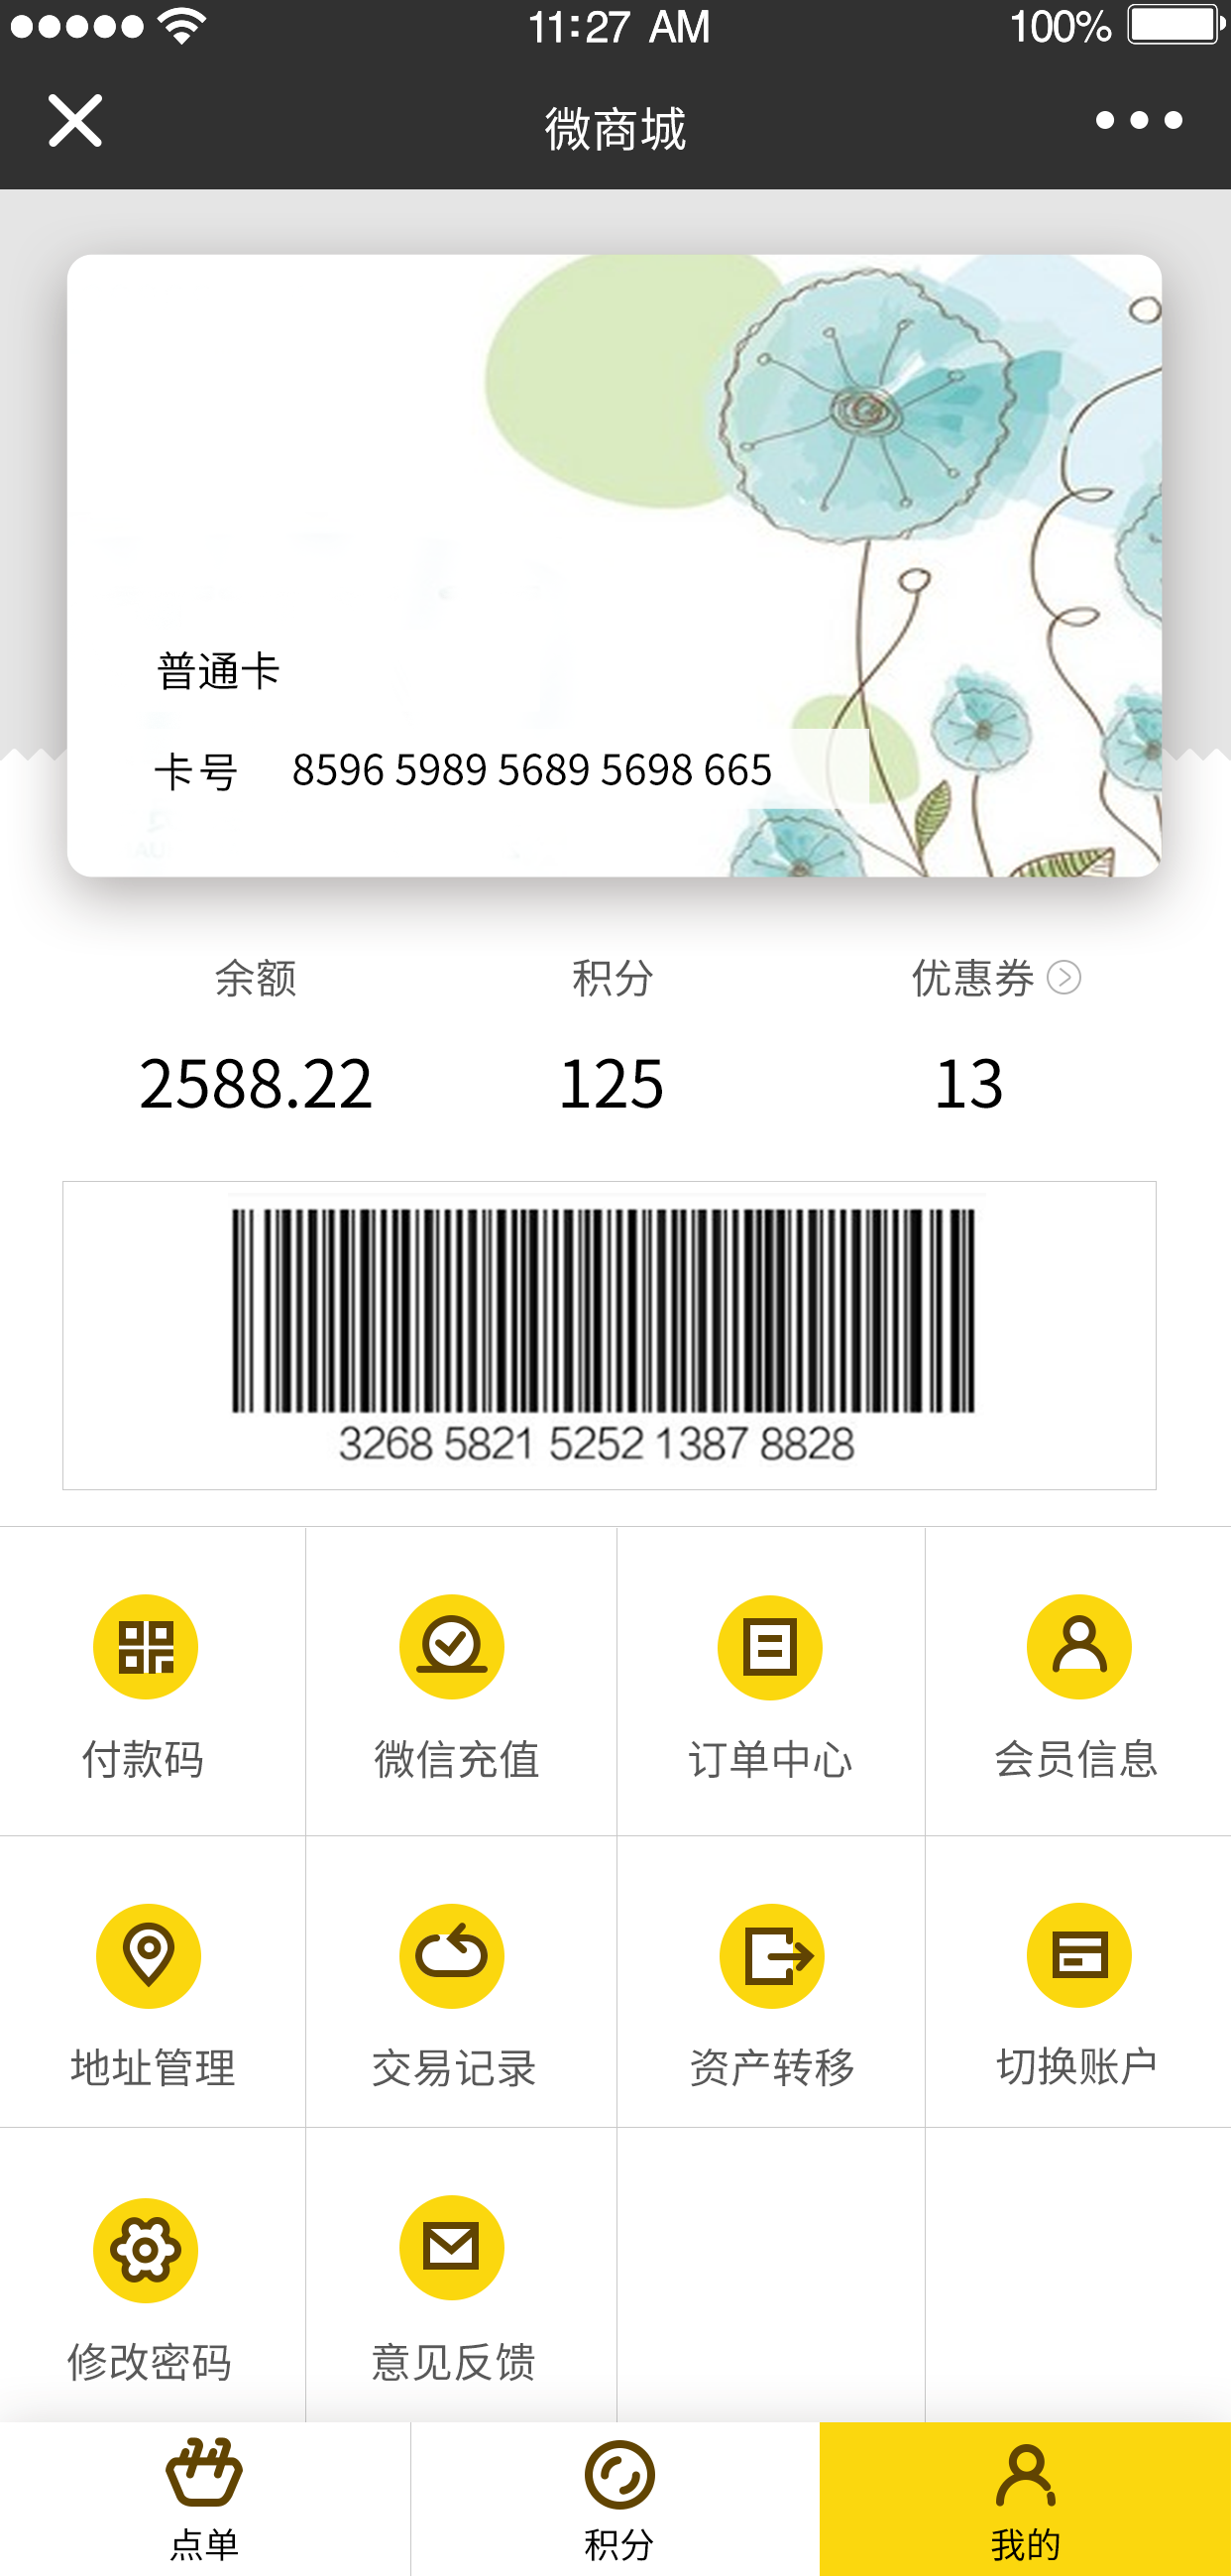 11:27 AM 100%
微商城
普通卡
卡号 8596 5989 5689 5698 665
余额 积分 优惠券
2588.22 125 13
3268 5821 5252 1387 8828
付款码 微信充值 订单中心 会员信息
地址管理 交易记录 资产转移 切换账户
修改密码 意见反馈
点单 积分 我的